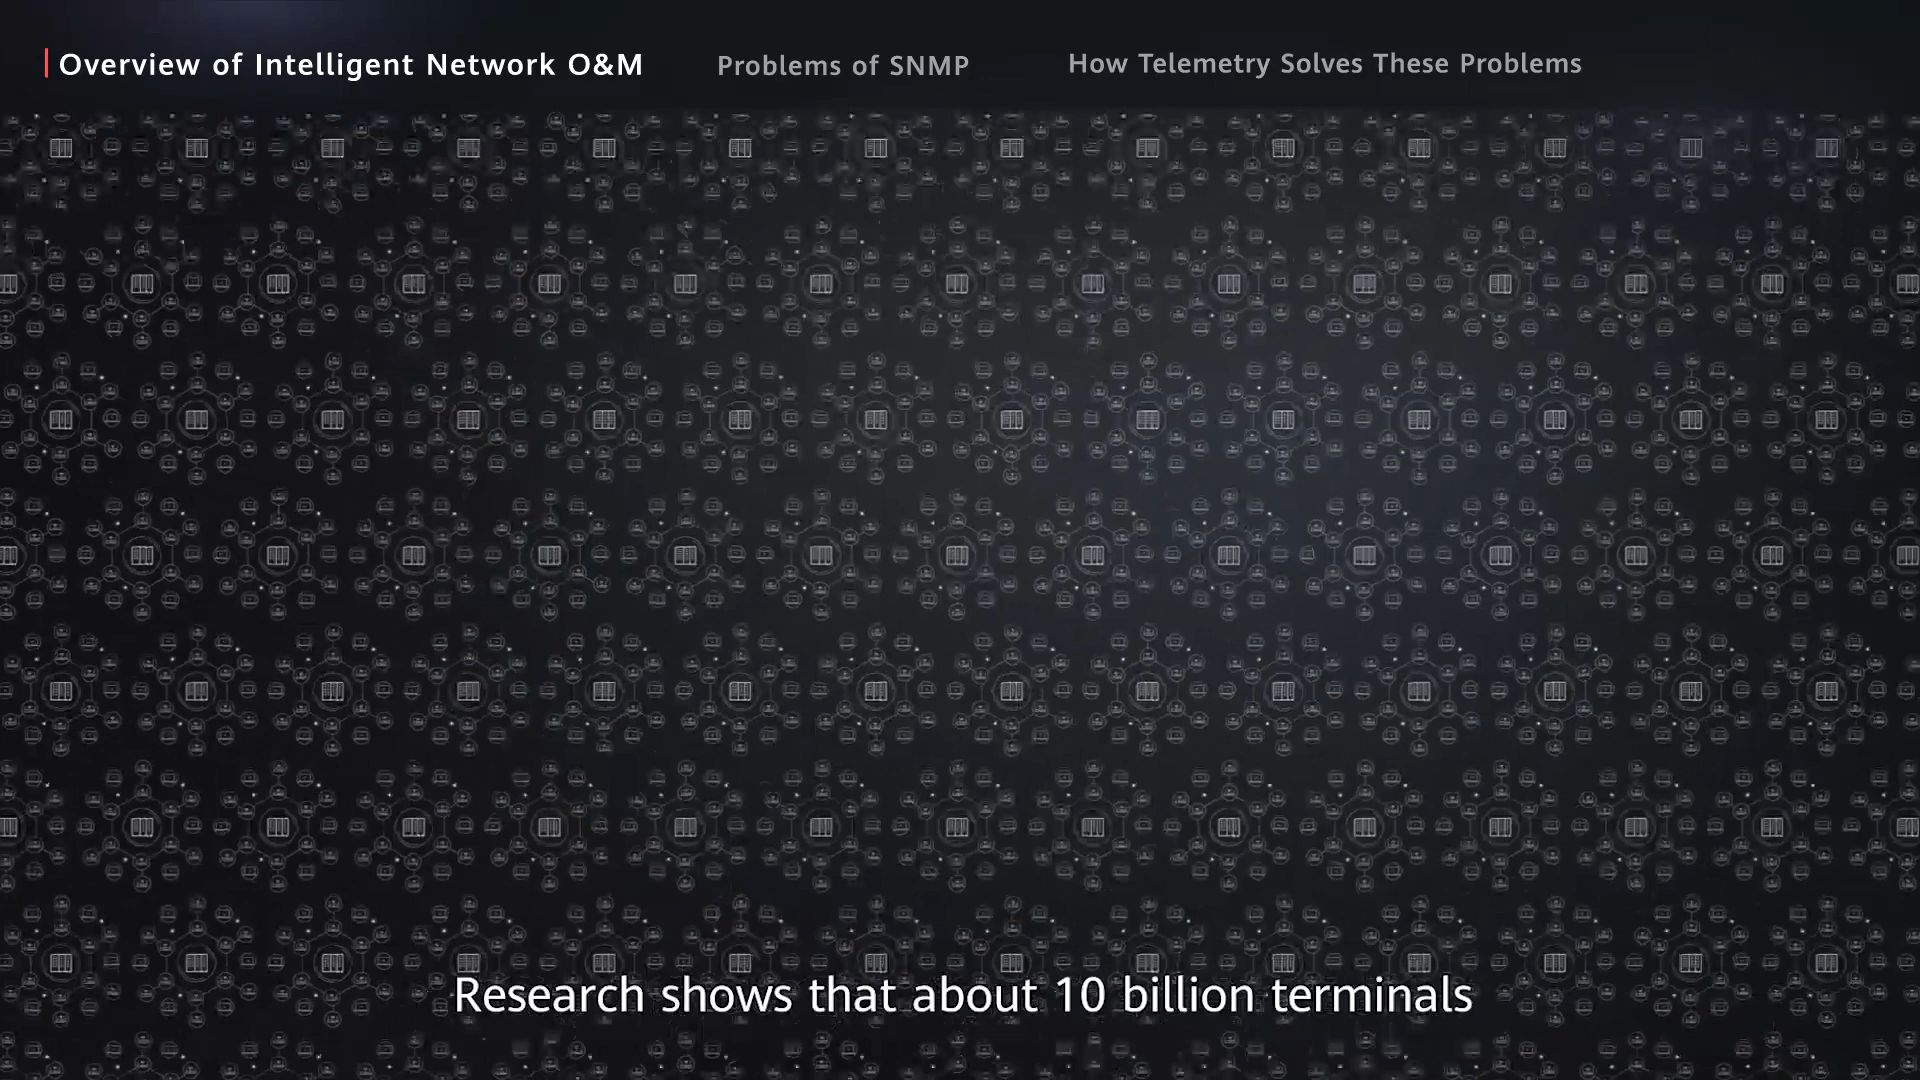 Overview of Intelligent Network O&M
Problems of SNMP
How Telemetry Solves These Problems
Research shows that about 10 billion terminals